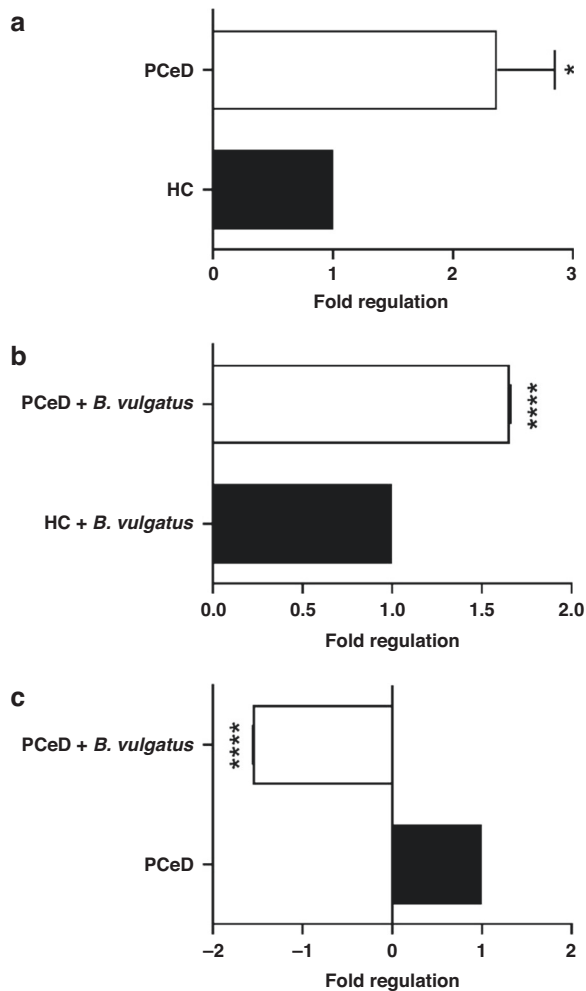 a
PCeD
*
HC
0 1 2 3
Fold regulation
b
PCeD + B. vulgatus
****
HC + B. vulgatus
0.0 0.5 1.0 1.5 2.0
Fold regulation
c
PCeD + B. vulgatus
****
PCeD
–2 –1 0 1 2
Fold regulation